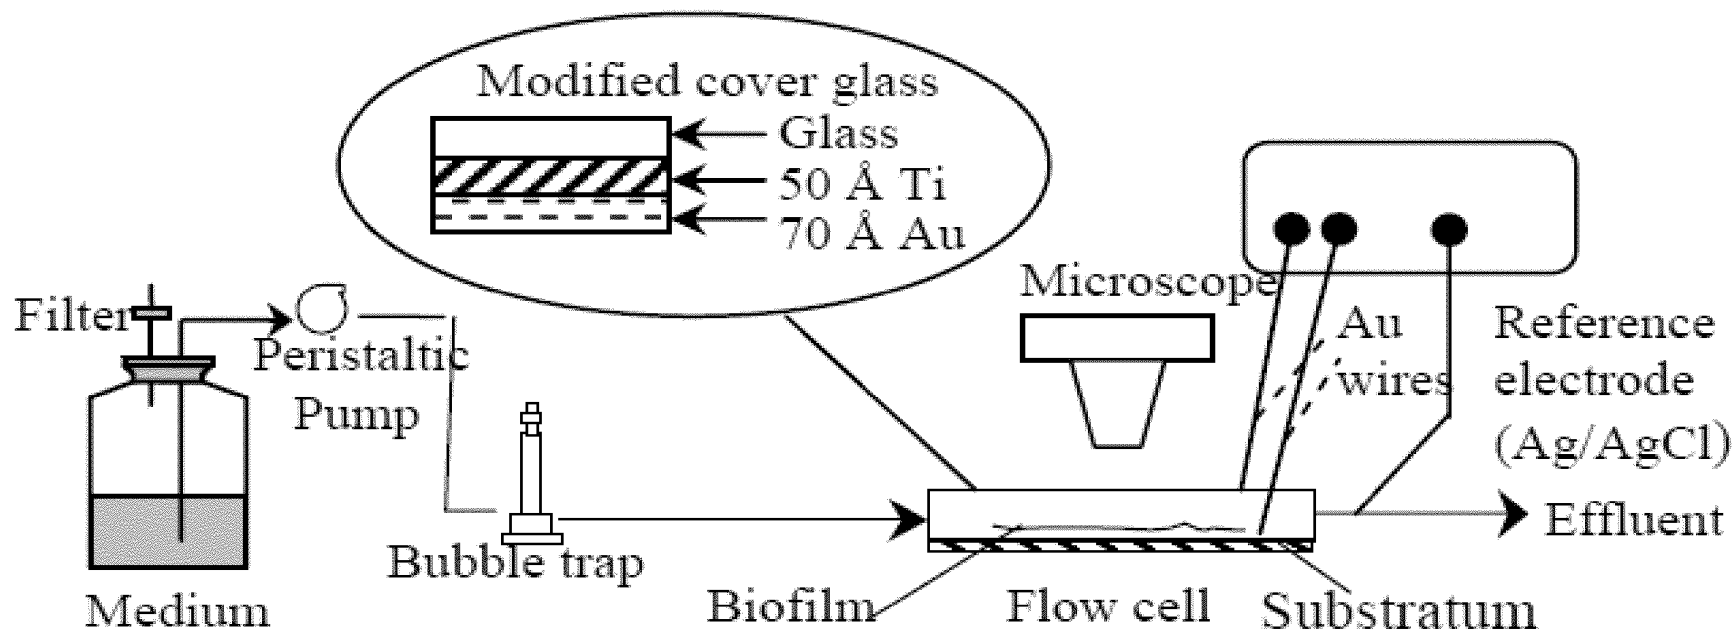 Modified cover glass
Glass
50 Å Ti
70 Å Au
Microscope
Filter
Peristaltic
Pump
Au
wires
Reference
electrode
(Ag/AgCl)
Effluent
Bubble trap
Medium
Biofilm
Flow cell
Substratum